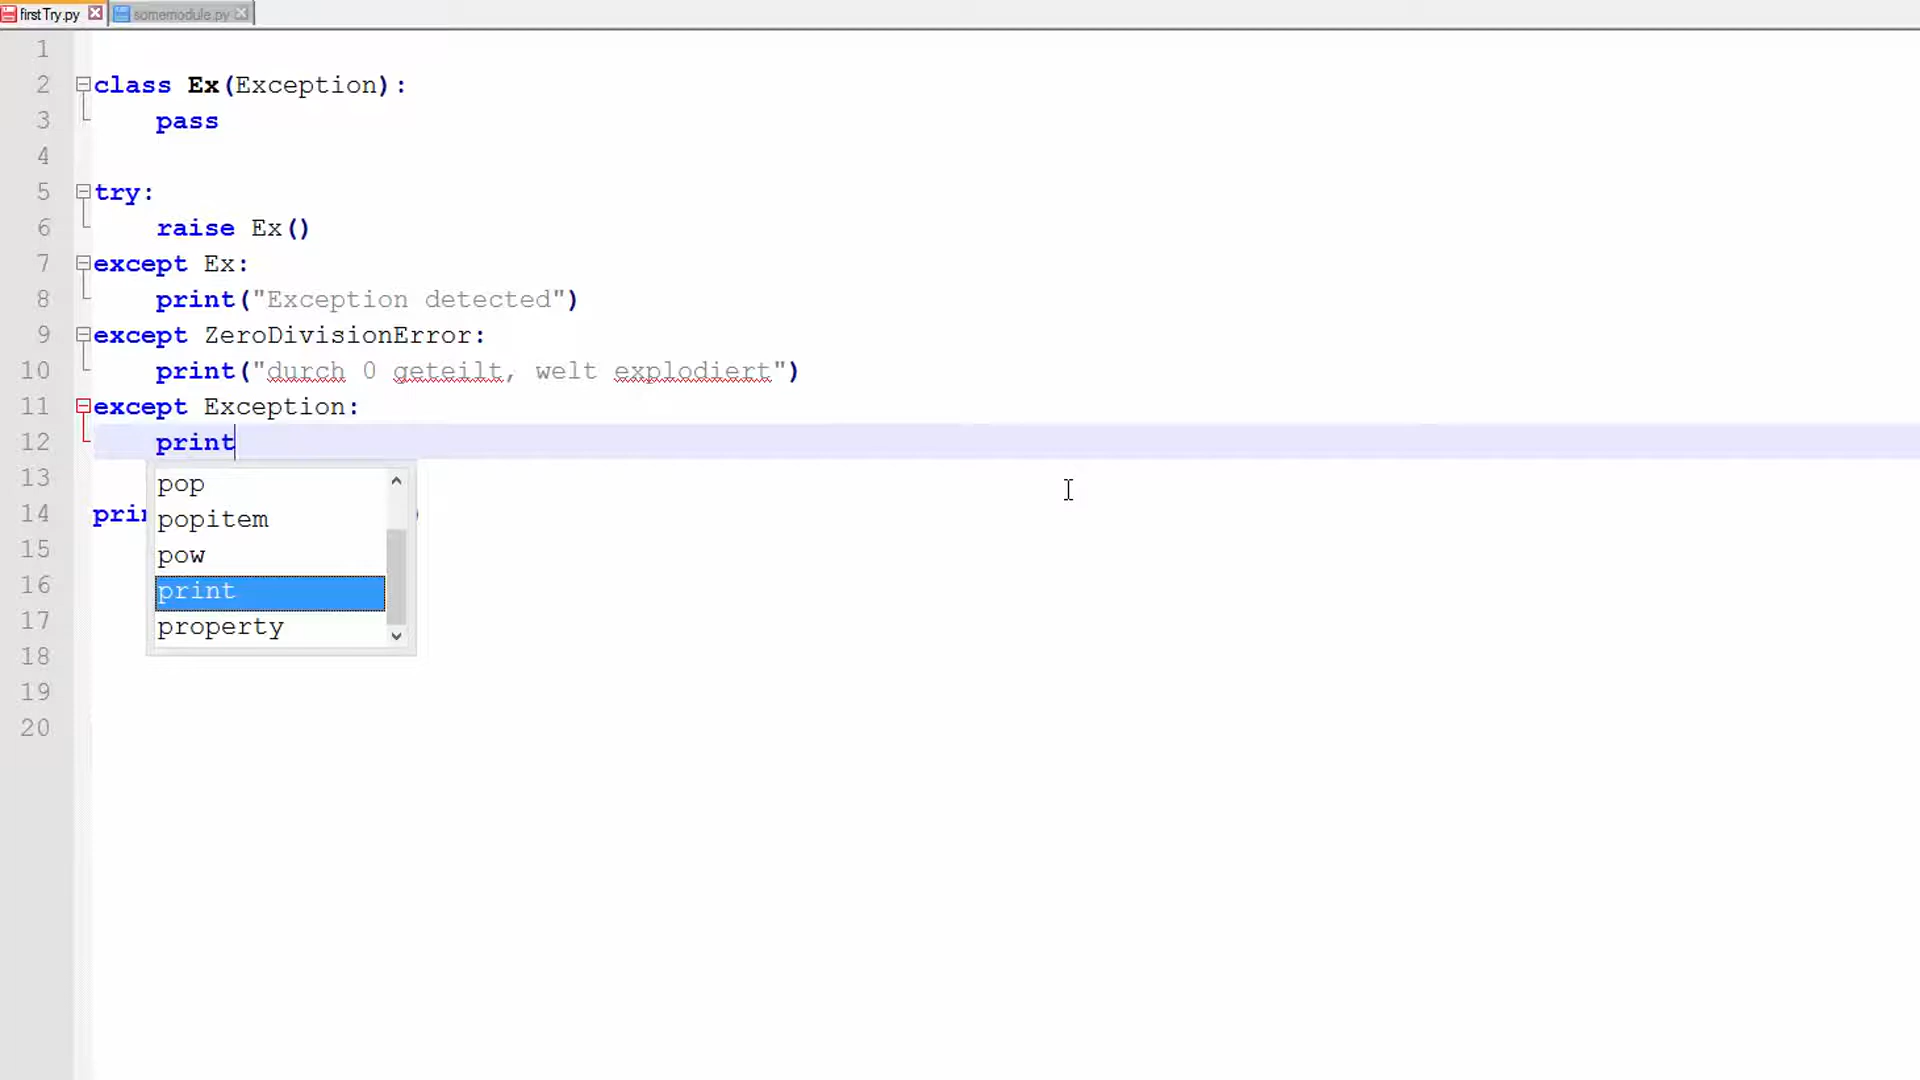 firstTry.py somemodule.py
1
2 class Ex(Exception):
3 pass
4
5 try:
6 raise Ex()
7 except Ex:
8 print("Exception detected")
9 except ZeroDivisionError:
10 print("durch 0 geteilt, welt explodiert")
11 except Exception:
12 print
13
14
15
16
17
18
19
20
pop
popitem
pow
print
property